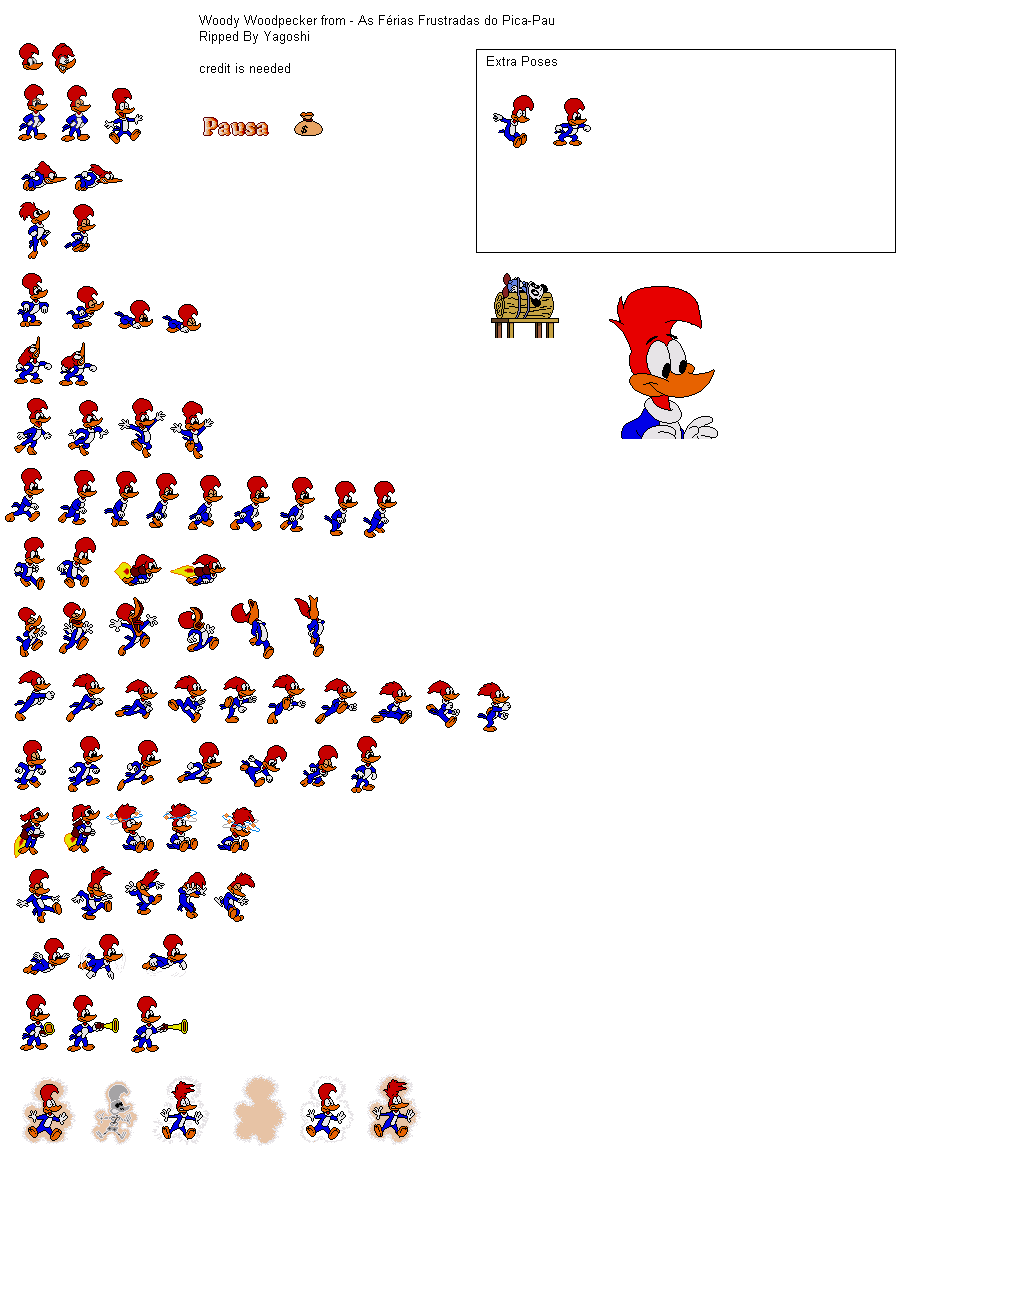 Woody Woodpecker from - As Férias Frustradas do Pica-Pau
Ripped By Yagoshi
credit is needed
Extra Poses
Pausa
$